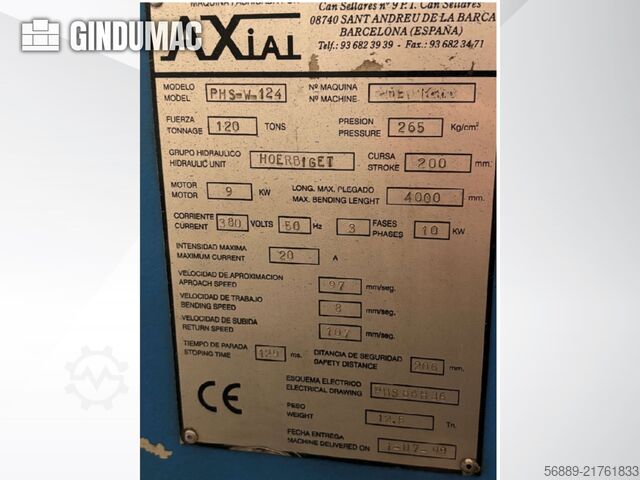 GINDUMAC
Can Sellares nº 9 P.I. Can Sellares
08740 SANT ANDREU DE LA BARCA
BARCELONA (ESPAÑA)
Telf.: 93 682 39 39 - Fax.: 93 682 34 71
AXIAL
MODELO
MODEL PHS-W-124
Nº MAQUINA
Nº MACHINE
FUERZA
TONNAGE 120 TONS
PRESION
PRESSURE 265 Kg/cm²
GRUPO HIDRAULICO
HIDRAULIC UNIT HOERBIGET
CURSA
STROKE 200 mm.
MOTOR
MOTOR 9 KW
LONG. MAX. PLEGADO
MAX. BENDING LENGHT 4000 mm.
CORRIENTE
CURRENT 380 VOLTS 50 Hz 3 FASES
PHASES 10 KW
INTENSIDAD MAXIMA
MAXIMUM CURRENT 20 A
VELOCIDAD DE APROXIMACION
APROACH SPEED 97 mm/seg.
VELOCIDAD DE TRABAJO
BENDING SPEED 8 mm/seg.
VELOCIDAD DE SUBIDA
RETURN SPEED 107 mm/seg.
TIEMPO DE PARADA
STOPING TIME 120 ms.
DITANCIA DE SEGURIDAD
SAFETY DISTANCE 206 mm.
CE
ESQUEMA ELECTRICO
ELECTRICAL DRAWING
PESO
WEIGHT 12.5 Tn.
FECHA ENTREGA
MACHINE DELIVERED ON
56889-21761833